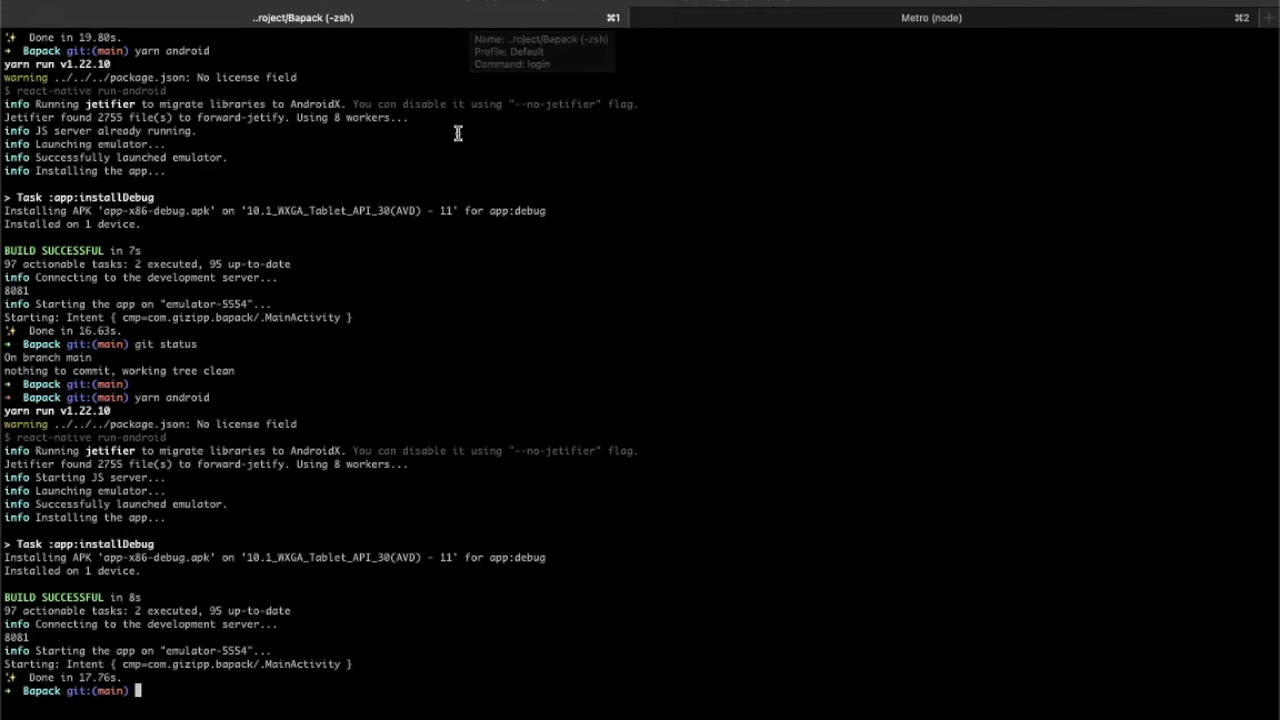 ..roject/Bapack (-zsh) ⌘1 Metro (node) ⌘2
Name: ..roject/Bapack (-zsh)
Profile: Default
Command: login
✨ Done in 19.80s.
➜ Bapack git:(main) yarn android
yarn run v1.22.10
warning ../../../package.json: No license field
$ react-native run-android
info Running jetifier to migrate libraries to AndroidX. You can disable it using "--no-jetifier" flag.
Jetifier found 2755 file(s) to forward-jetify. Using 8 workers...
info JS server already running.
info Launching emulator...
info Successfully launched emulator.
info Installing the app...
> Task :app:installDebug
Installing APK 'app-x86-debug.apk' on '10.1_WXGA_Tablet_API_30(AVD) - 11' for app:debug
Installed on 1 device.
BUILD SUCCESSFUL in 7s
97 actionable tasks: 2 executed, 95 up-to-date
info Connecting to the development server...
8081
info Starting the app on "emulator-5554"...
Starting: Intent { cmp=com.gizipp.bapack/.MainActivity }
✨ Done in 16.63s.
➜ Bapack git:(main) git status
On branch main
nothing to commit, working tree clean
➜ Bapack git:(main)
➜ Bapack git:(main) yarn android
yarn run v1.22.10
warning ../../../package.json: No license field
$ react-native run-android
info Running jetifier to migrate libraries to AndroidX. You can disable it using "--no-jetifier" flag.
Jetifier found 2755 file(s) to forward-jetify. Using 8 workers...
info Starting JS server...
info Launching emulator...
info Successfully launched emulator.
info Installing the app...
> Task :app:installDebug
Installing APK 'app-x86-debug.apk' on '10.1_WXGA_Tablet_API_30(AVD) - 11' for app:debug
Installed on 1 device.
BUILD SUCCESSFUL in 8s
97 actionable tasks: 2 executed, 95 up-to-date
info Connecting to the development server...
8081
info Starting the app on "emulator-5554"...
Starting: Intent { cmp=com.gizipp.bapack/.MainActivity }
✨ Done in 17.76s.
➜ Bapack git:(main)